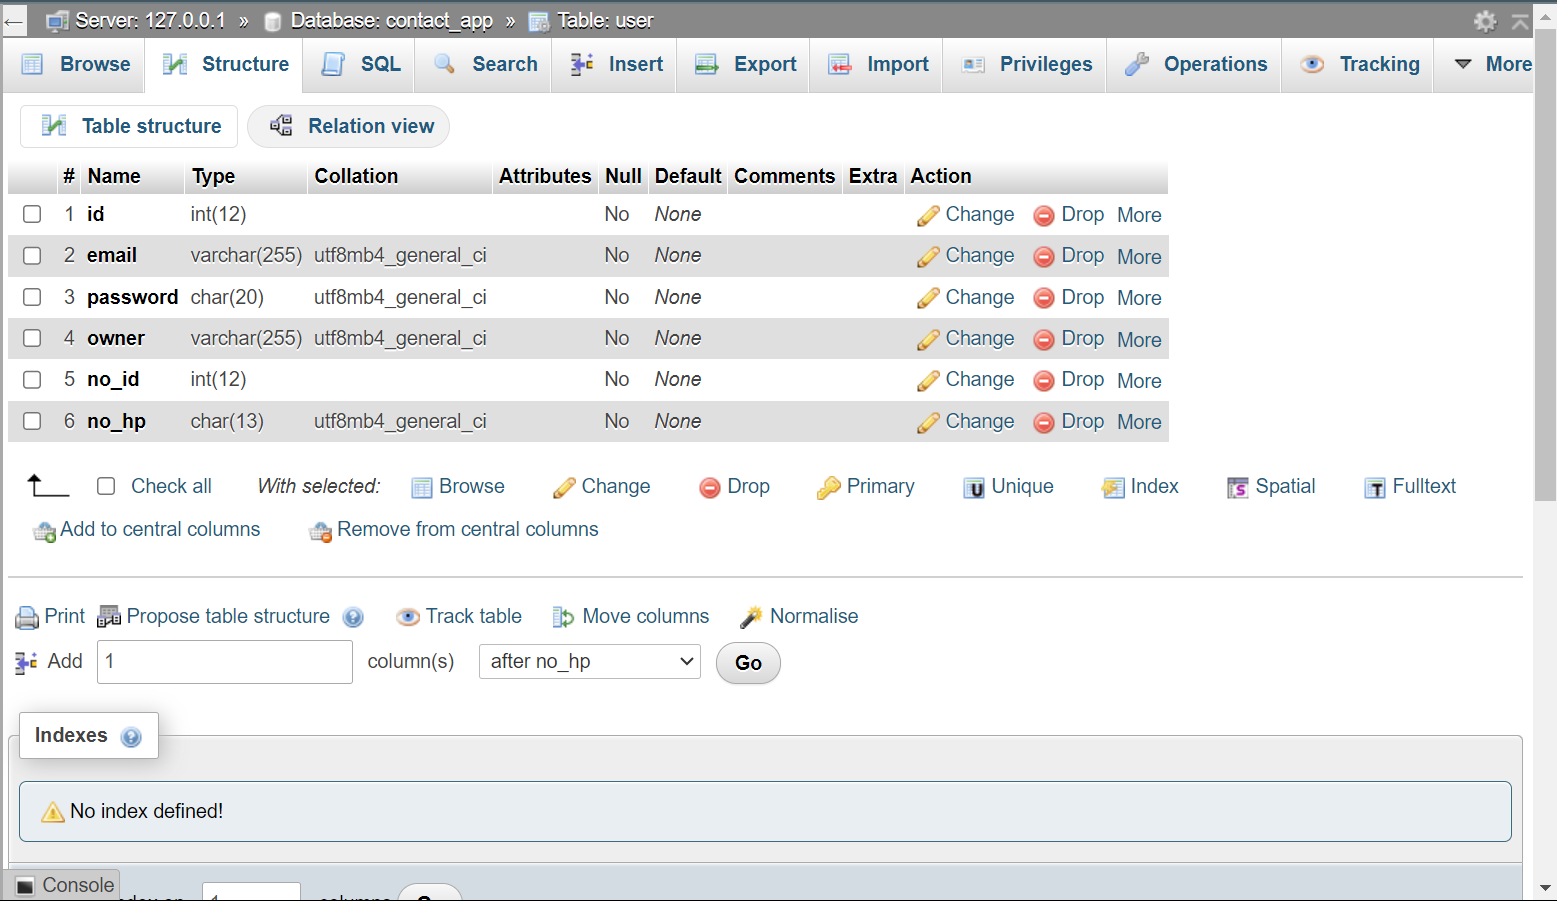 Server: 127.0.0.1 » Database: contact_app » Table: user
Browse Structure SQL Search Insert Export Import Privileges Operations Tracking More
Table structure Relation view
# Name Type Collation Attributes Null Default Comments Extra Action
1 id int(12) No None Change Drop More
2 email varchar(255) utf8mb4_general_ci No None Change Drop More
3 password char(20) utf8mb4_general_ci No None Change Drop More
4 owner varchar(255) utf8mb4_general_ci No None Change Drop More
5 no_id int(12) No None Change Drop More
6 no_hp char(13) utf8mb4_general_ci No None Change Drop More
Check all With selected: Browse Change Drop Primary Unique Index Spatial Fulltext
Add to central columns Remove from central columns
Print Propose table structure Track table Move columns Normalise
Add 1 column(s) after no_hp Go
Indexes
No index defined!
Console